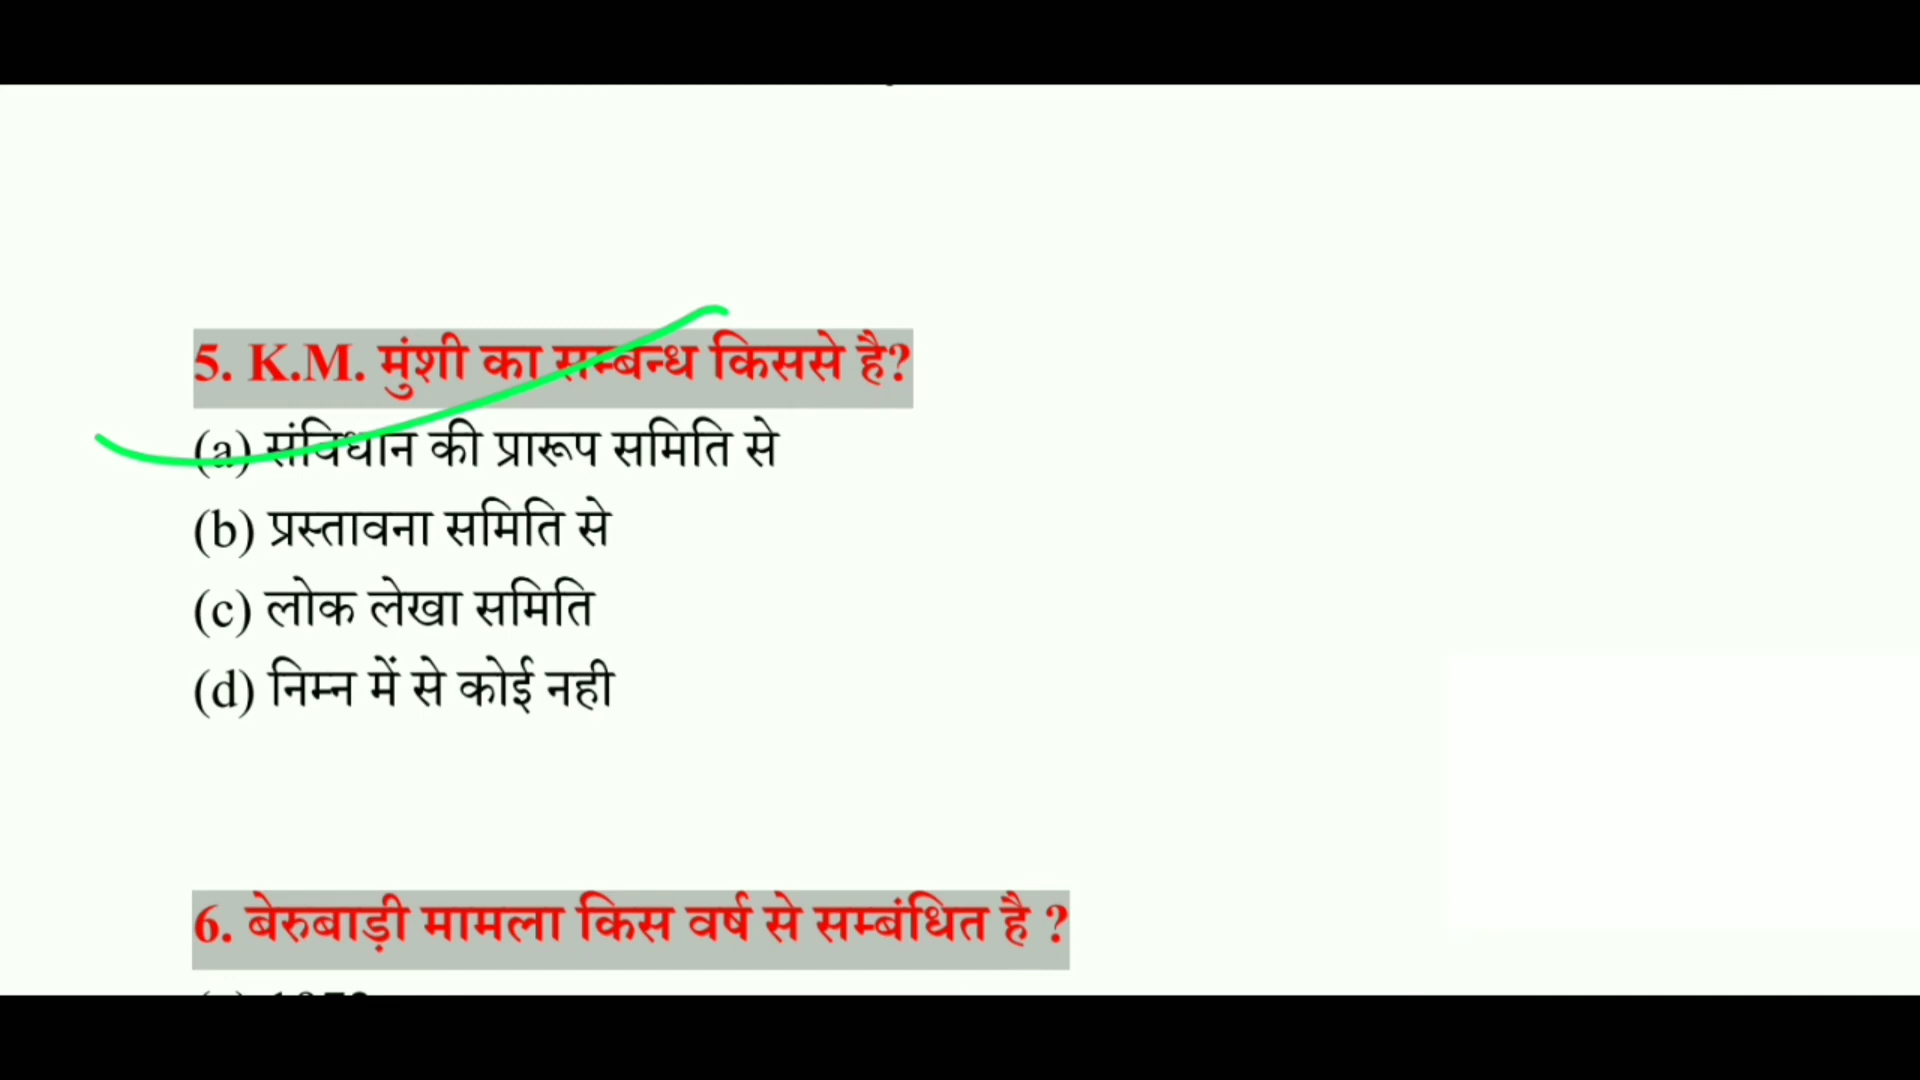 5. K.M. मुंशी का सम्बन्ध किससे है?
(a) संविधान की प्रारूप समिति से
(b) प्रस्तावना समिति से
(c) लोक लेखा समिति
(d) निम्न में से कोई नही
6. बेरुबाड़ी मामला किस वर्ष से सम्बंधित है ?